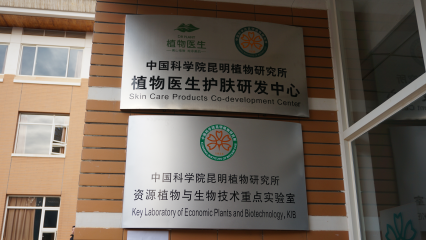 植物医生
中国科学院昆明植物研究所
植物医生护肤研发中心
Skin Care Products Co-development Center
中国科学院昆明植物研究所
资源植物与生物技术重点实验室
Key Laboratory of Economic Plants and Biotechnology, KIB